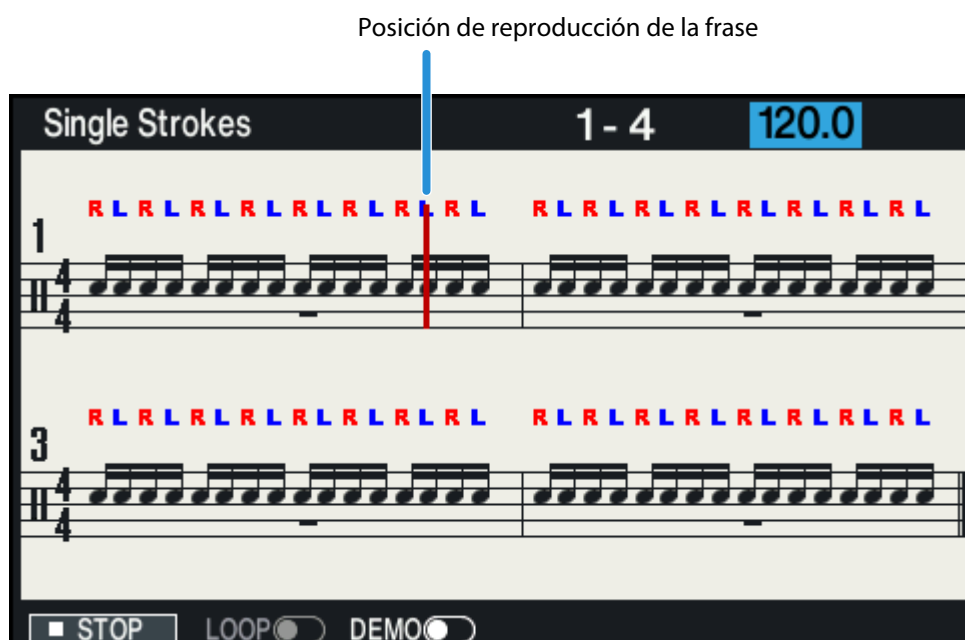 Posición de reproducción de la frase
Single Strokes 1 - 4 120.0
R L R L R L R L R L R L R L R L R L R L R L R L R L R L R L R L
1
4
4
R L R L R L R L R L R L R L R L R L R L R L R L R L R L R L R L
3
4
4
STOP LOOP DEMO